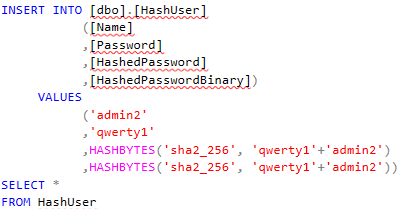 INSERT INTO [dbo].[HashUser]
([Name]
,[Password]
,[HashedPassword]
,[HashedPasswordBinary])
VALUES
('admin2'
,'qwerty1'
,HASHBYTES('sha2_256', 'qwerty1'+'admin2')
,HASHBYTES('sha2_256', 'qwerty1'+'admin2'))
SELECT *
FROM HashUser